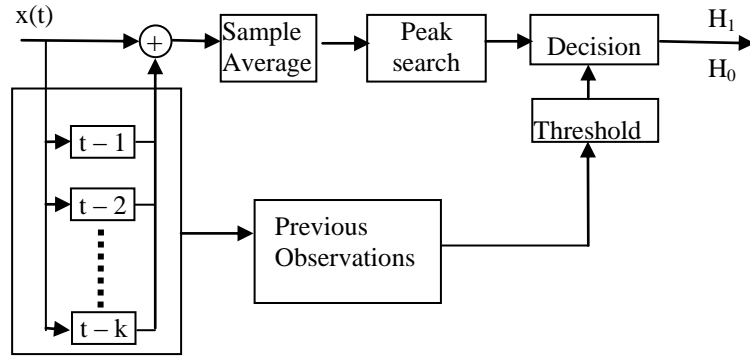 x(t)
+
Sample
Average
Peak
search
Decision
H₁
H₀
Threshold
t – 1
t – 2
t – k
Previous
Observations